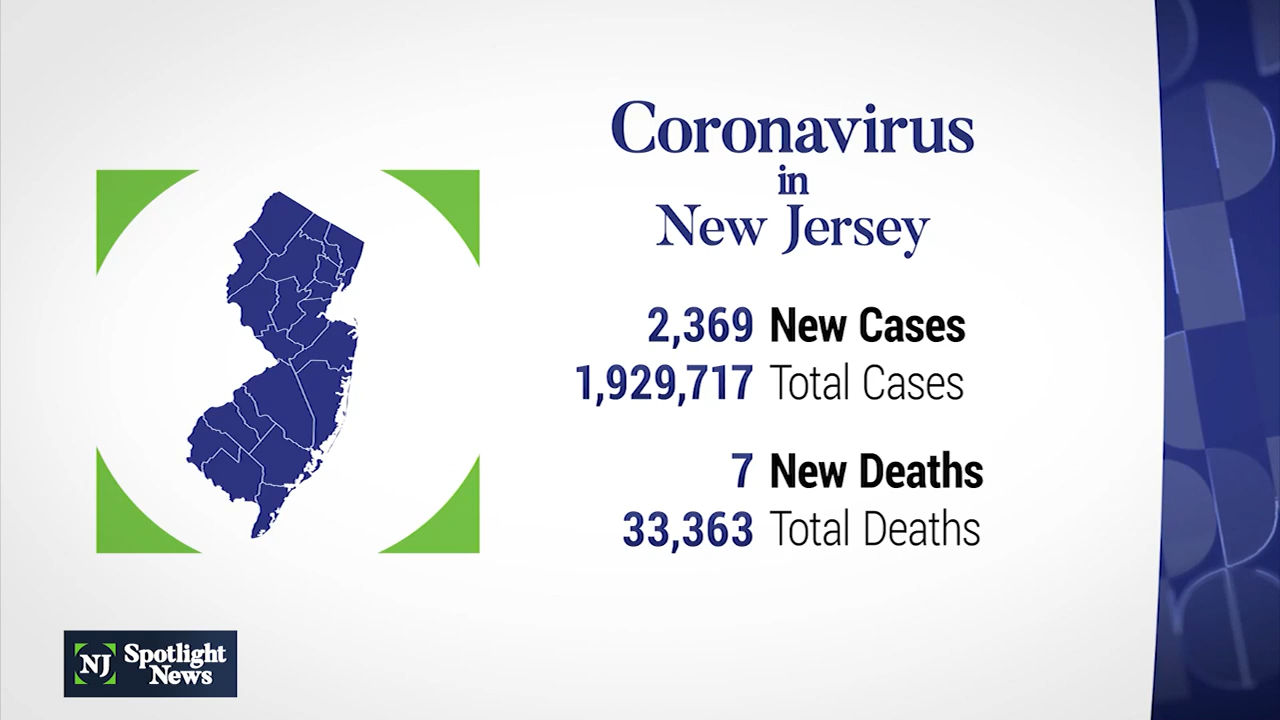 Coronavirus
in
New Jersey
2,369 New Cases
1,929,717 Total Cases
7 New Deaths
33,363 Total Deaths
NJ Spotlight
News